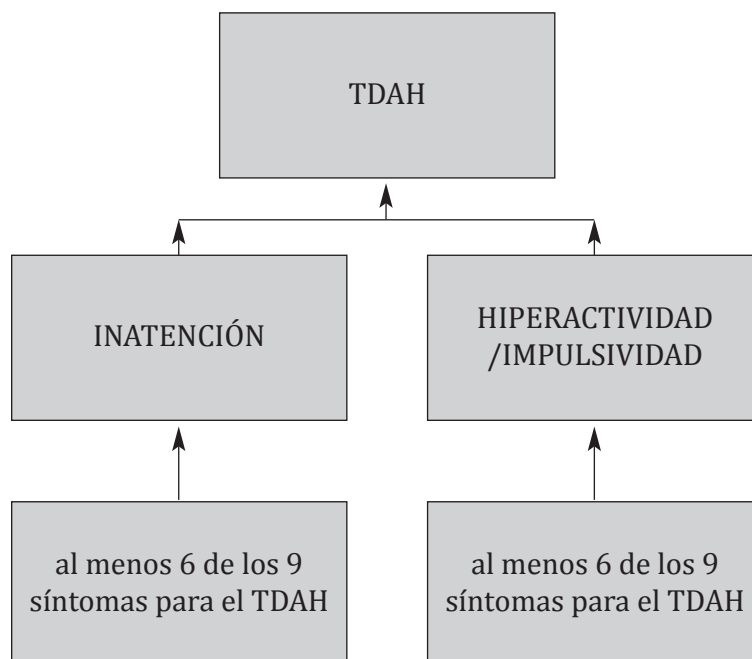 TDAH
INATENCIÓN
HIPERACTIVIDAD
/IMPULSIVIDAD
al menos 6 de los 9
síntomas para el TDAH
al menos 6 de los 9
síntomas para el TDAH